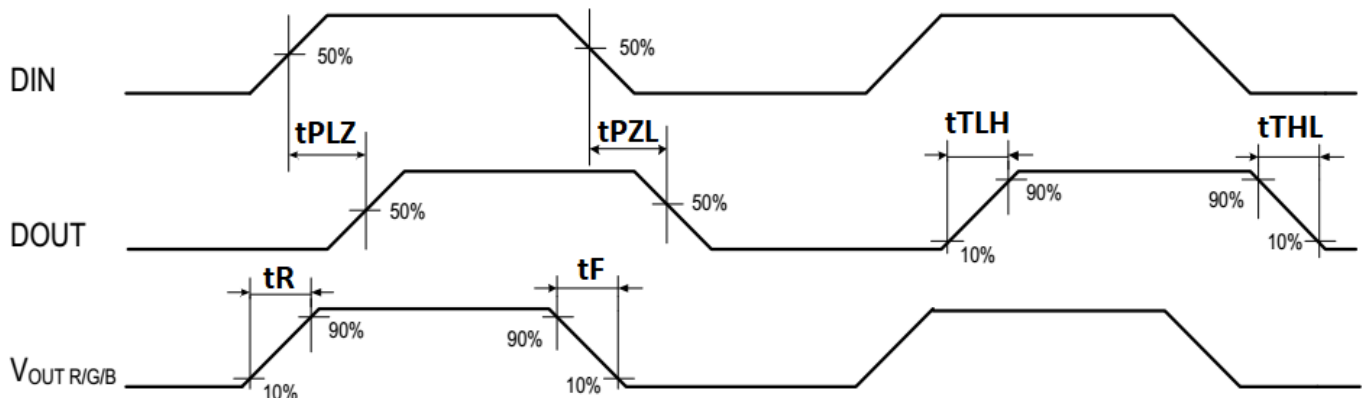 DIN
50%
50%
tPLZ
tPZL
tTLH
tTHL
DOUT
50%
50%
90%
10%
90%
10%
tR
tF
VOUT R/G/B
90%
10%
90%
10%